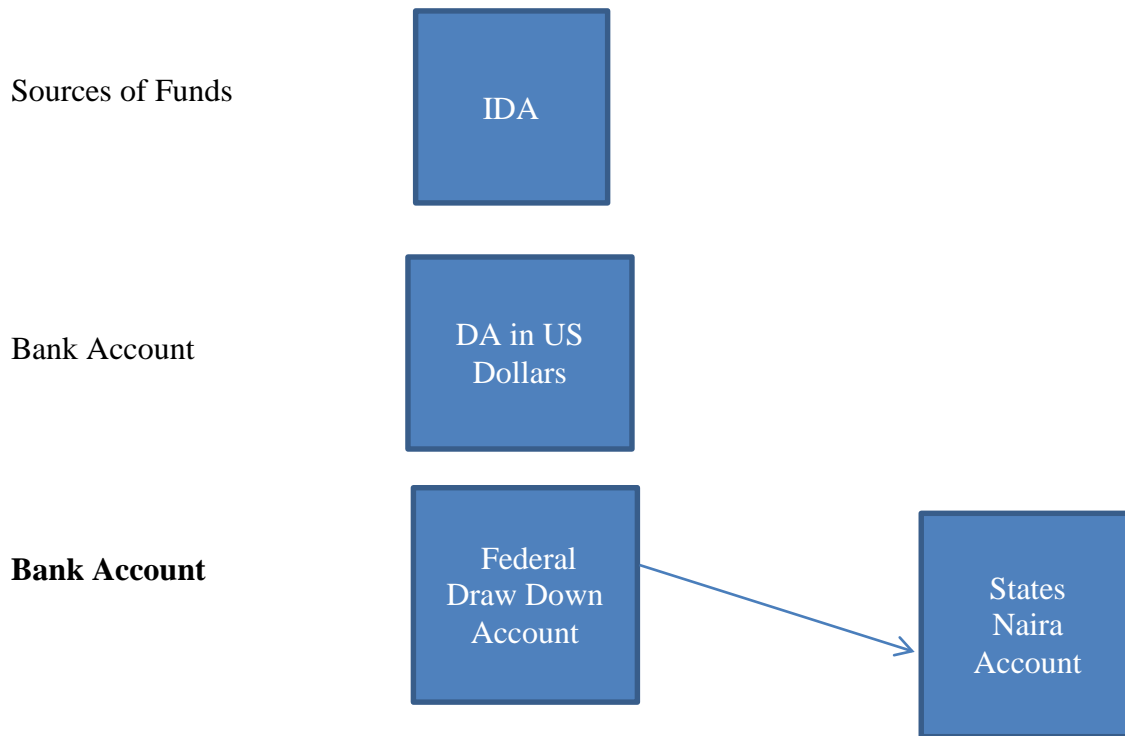 Sources of Funds
IDA
Bank Account
DA in US
Dollars
Bank Account
Federal
Draw Down
Account
States
Naira
Account